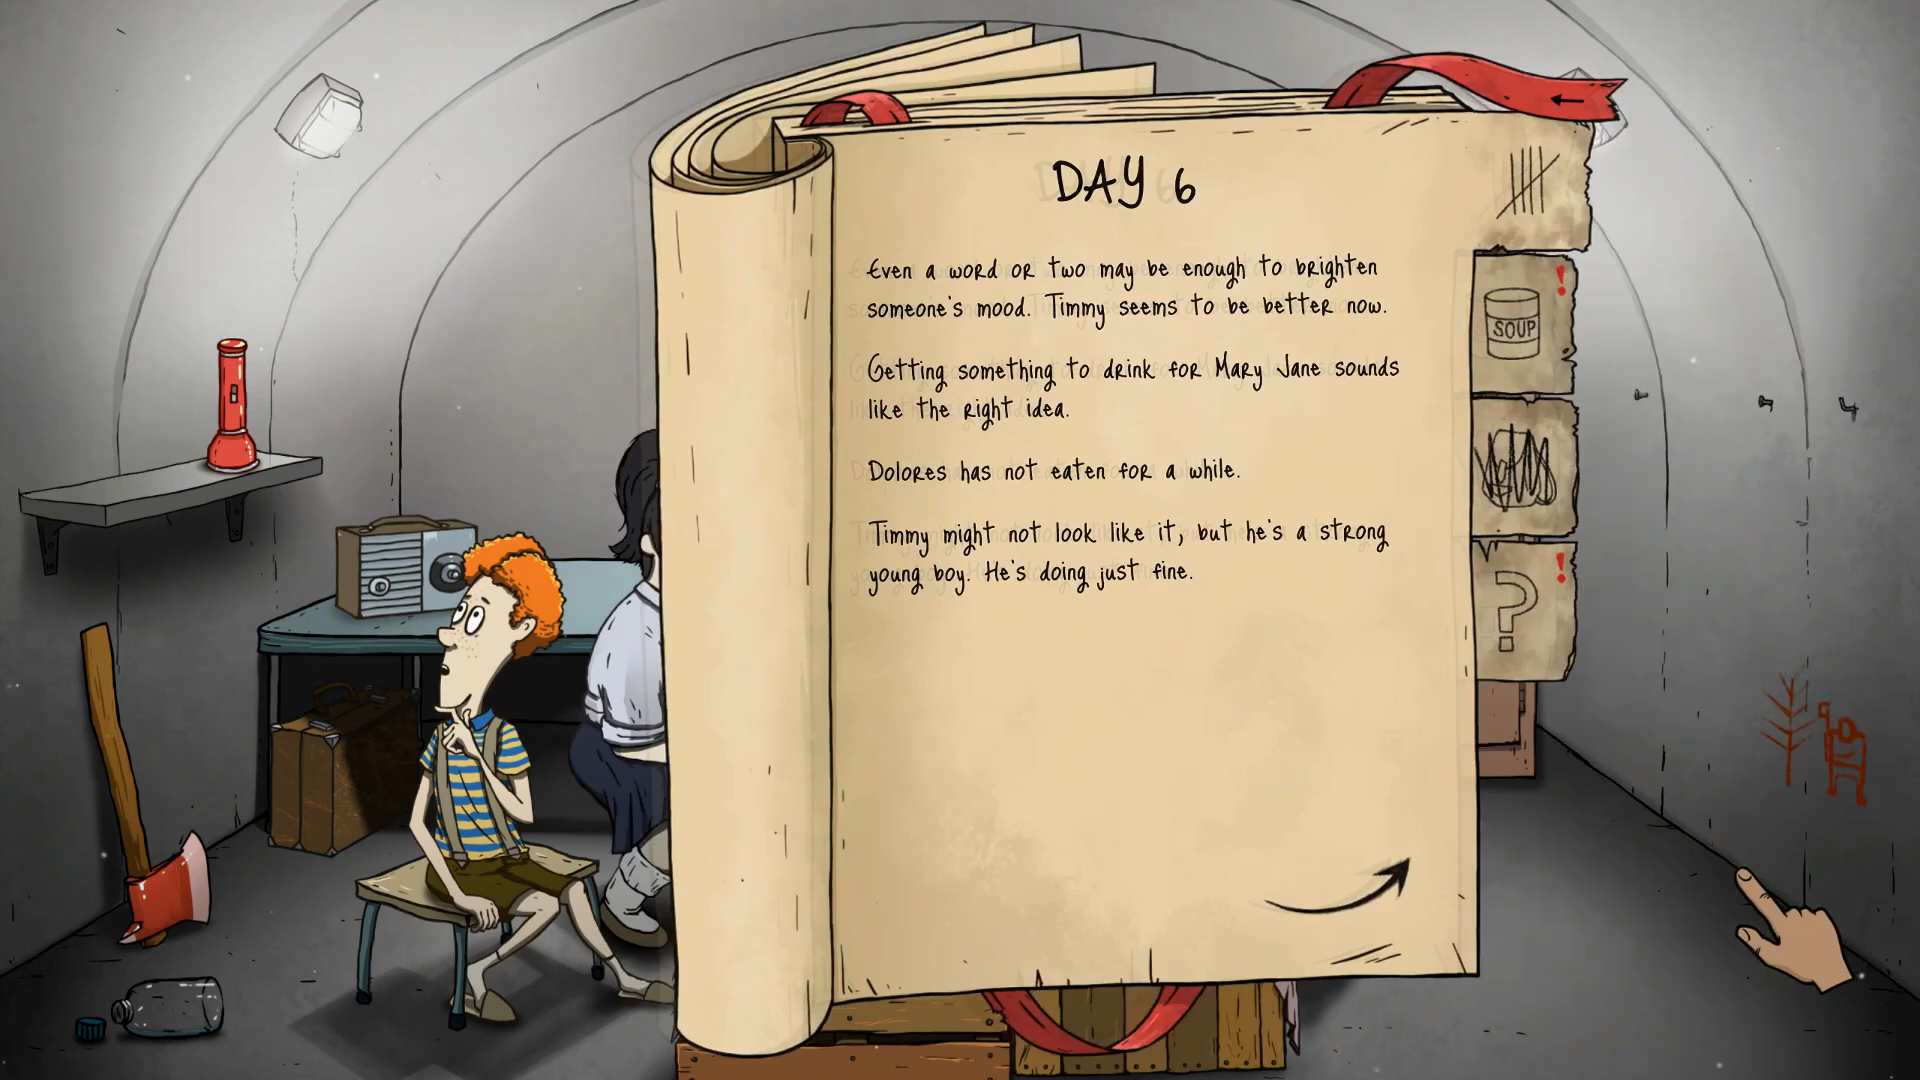 DAY 6
Even a word or two may be enough to brighten
someone's mood. Timmy seems to be better now.
Getting something to drink for Mary Jane sounds
like the right idea.
Dolores has not eaten for a while.
Timmy might not look like it, but he's a strong
young boy. He's doing just fine.
!
SOUP
!
?